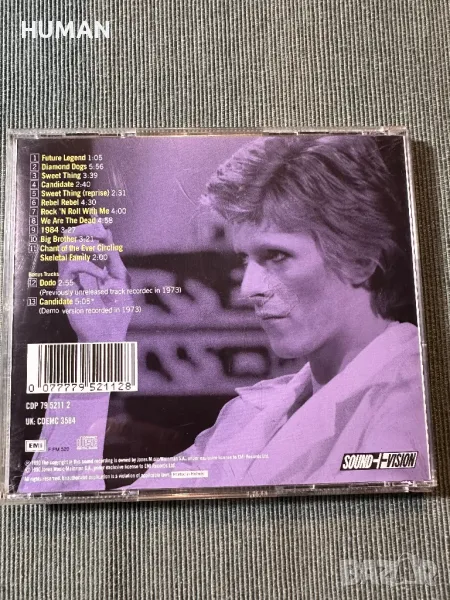 HUMAN
1 Future Legend 1:05
2 Diamond Dogs 5:56
3 Sweet Thing 3:39
4 Candidate 2:40
5 Sweet Thing (reprise) 2:31
6 Rebel Rebel 4:30
7 Rock 'N Roll With Me 4:00
8 We Are The Dead 4:58
9 1984 3:27
10 Big Brother 3:21
11 Chant of the Ever Circling
Skeletal Family 2:00
Bonus Tracks
12 Dodo 2:55
(Previously unreleased track recorded in 1973)
13 Candidate 5:05*
(Demo version recorded in 1973)
0 077779 521128
CDP 79 5211 2
UK: CDEMC 3584
EMI
COMPACT disc
SOUND+VISION
BAZAR